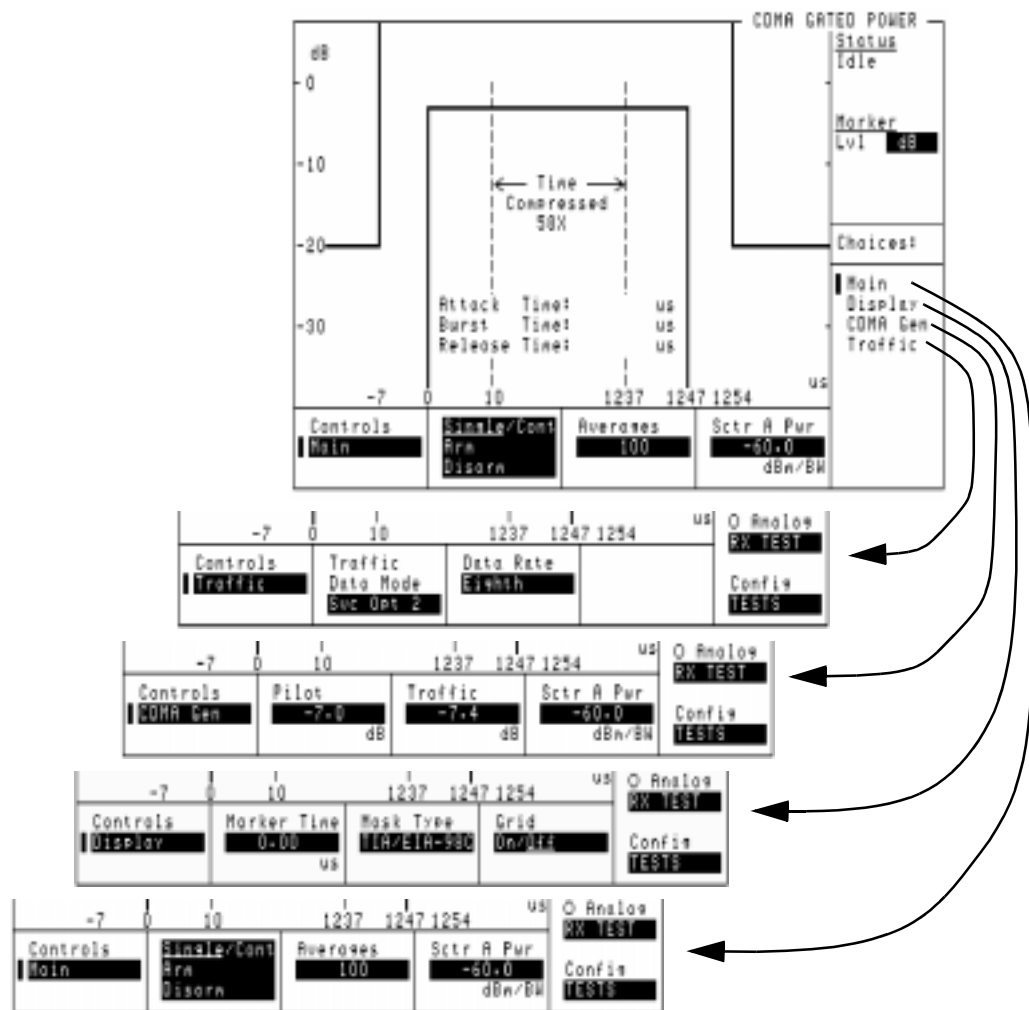 CDMA GATED POWER
dB
0
-10
-20
-30
Time
Compressed
50X
Attack Time: us
Burst Time: us
Release Time: us
us
-7 0 10 1237 1247 1254
Status
Idle
Marker
Lvl dB
Choices:
Main
Display
CDMA Gen
Traffic
Controls
Main
Single/Cont
Arm
Disarm
Averages
100
Sctr A Pwr
-60.0
dBm/BW
us
-7 0 10 1237 1247 1254
Controls
Traffic
Traffic
Data Mode
Svc Opt 2
Data Rate
Eighth
O Analog
RX TEST
Config
TESTS
us
-7 0 10 1237 1247 1254
Controls
CDMA Gen
Pilot
-7.0
dB
Traffic
-7.4
dB
Sctr A Pwr
-60.0
dBm/BW
O Analog
RX TEST
Config
TESTS
us
-7 0 10 1237 1247 1254
Controls
Display
Marker Time
0.00
us
Mask Type
TIA/EIA-98C
Grid
On/Off
O Analog
RX TEST
Config
TESTS
us
-7 0 10 1237 1247 1254
Controls
Main
Single/Cont
Arm
Disarm
Averages
100
Sctr A Pwr
-60.0
dBm/BW
O Analog
RX TEST
Config
TESTS